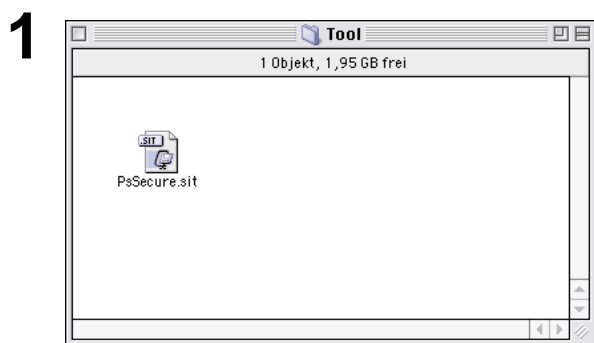 1
Tool
1 Objekt, 1,95 GB frei
.SIT
PsSecure.sit